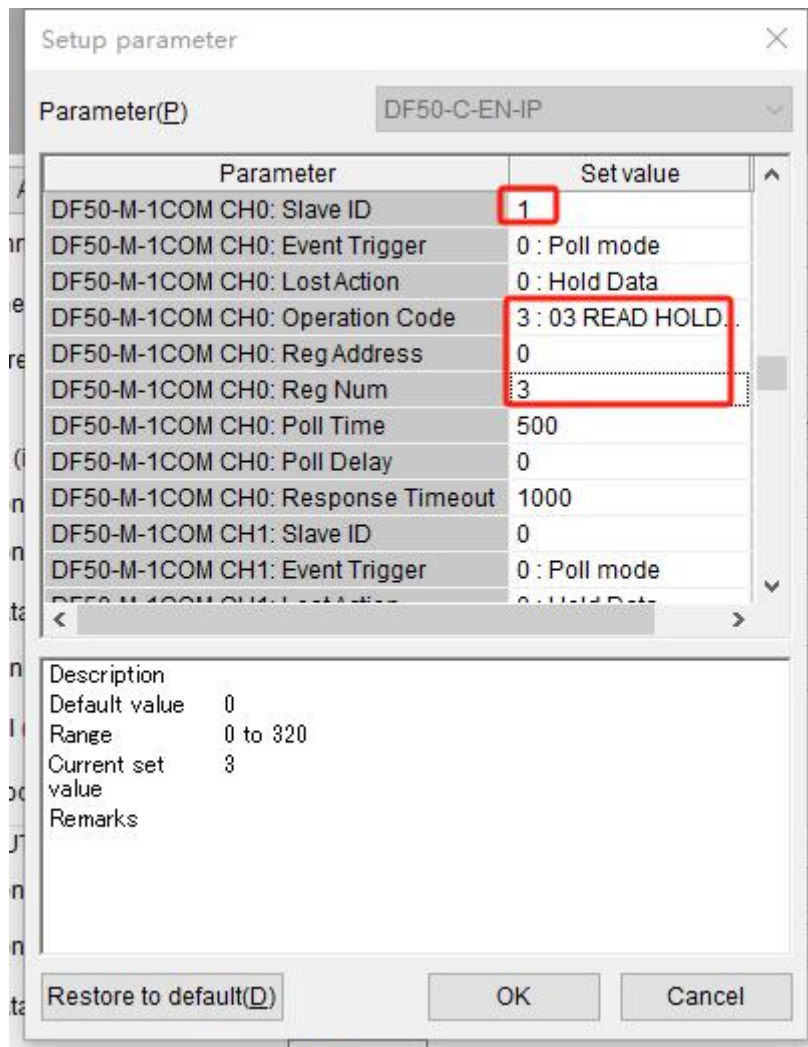 Setup parameter
Parameter(P) DF50-C-EN-IP
Parameter Set value
DF50-M-1COM CH0: Slave ID 1
DF50-M-1COM CH0: Event Trigger 0 : Poll mode
DF50-M-1COM CH0: Lost Action 0 : Hold Data
DF50-M-1COM CH0: Operation Code 3 : 03 READ HOLD...
DF50-M-1COM CH0: Reg Address 0
DF50-M-1COM CH0: Reg Num 3
DF50-M-1COM CH0: Poll Time 500
DF50-M-1COM CH0: Poll Delay 0
DF50-M-1COM CH0: Response Timeout 1000
DF50-M-1COM CH1: Slave ID 0
DF50-M-1COM CH1: Event Trigger 0 : Poll mode
Description
Default value 0
Range 0 to 320
Current set value 3
Remarks
Restore to default(D) OK Cancel